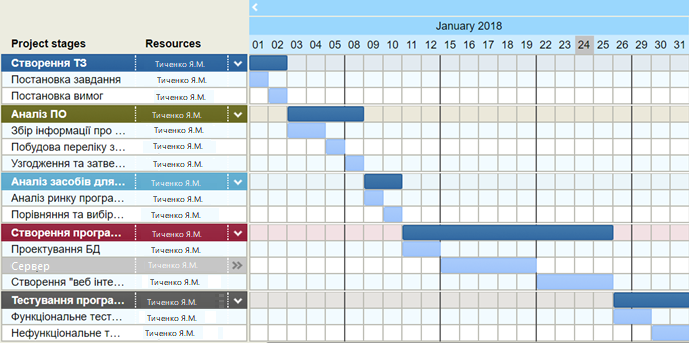 January 2018
Project stages Resources 01 02 03 04 05 08 09 10 11 12 15 16 17 18 19 22 23 24 25 26 28 30 31
Створення ТЗ Тиченко Я.М.
Постановка завдання Тиченко Я.М.
Постановка вимог Тиченко Я.М.
Аналіз ПО Тиченко Я.М.
Збір інформації про ... Тиченко Я.М.
Побудова переліку з... Тиченко Я.М.
Узгодження та затве... Тиченко Я.М.
Аналіз засобів для... Тиченко Я.М.
Аналіз ринку програ... Тиченко Я.М.
Порівняння та вибір... Тиченко Я.М.
Створення програ... Тиченко Я.М.
Проектування БД Тиченко Я.М.
Сервер Тиченко Я.М.
Створення "веб інте... Тиченко Я.М.
Тестування програ... Тиченко Я.М.
Функціональне тест... Тиченко Я.М.
Нефункціональне т... Тиченко Я.М.